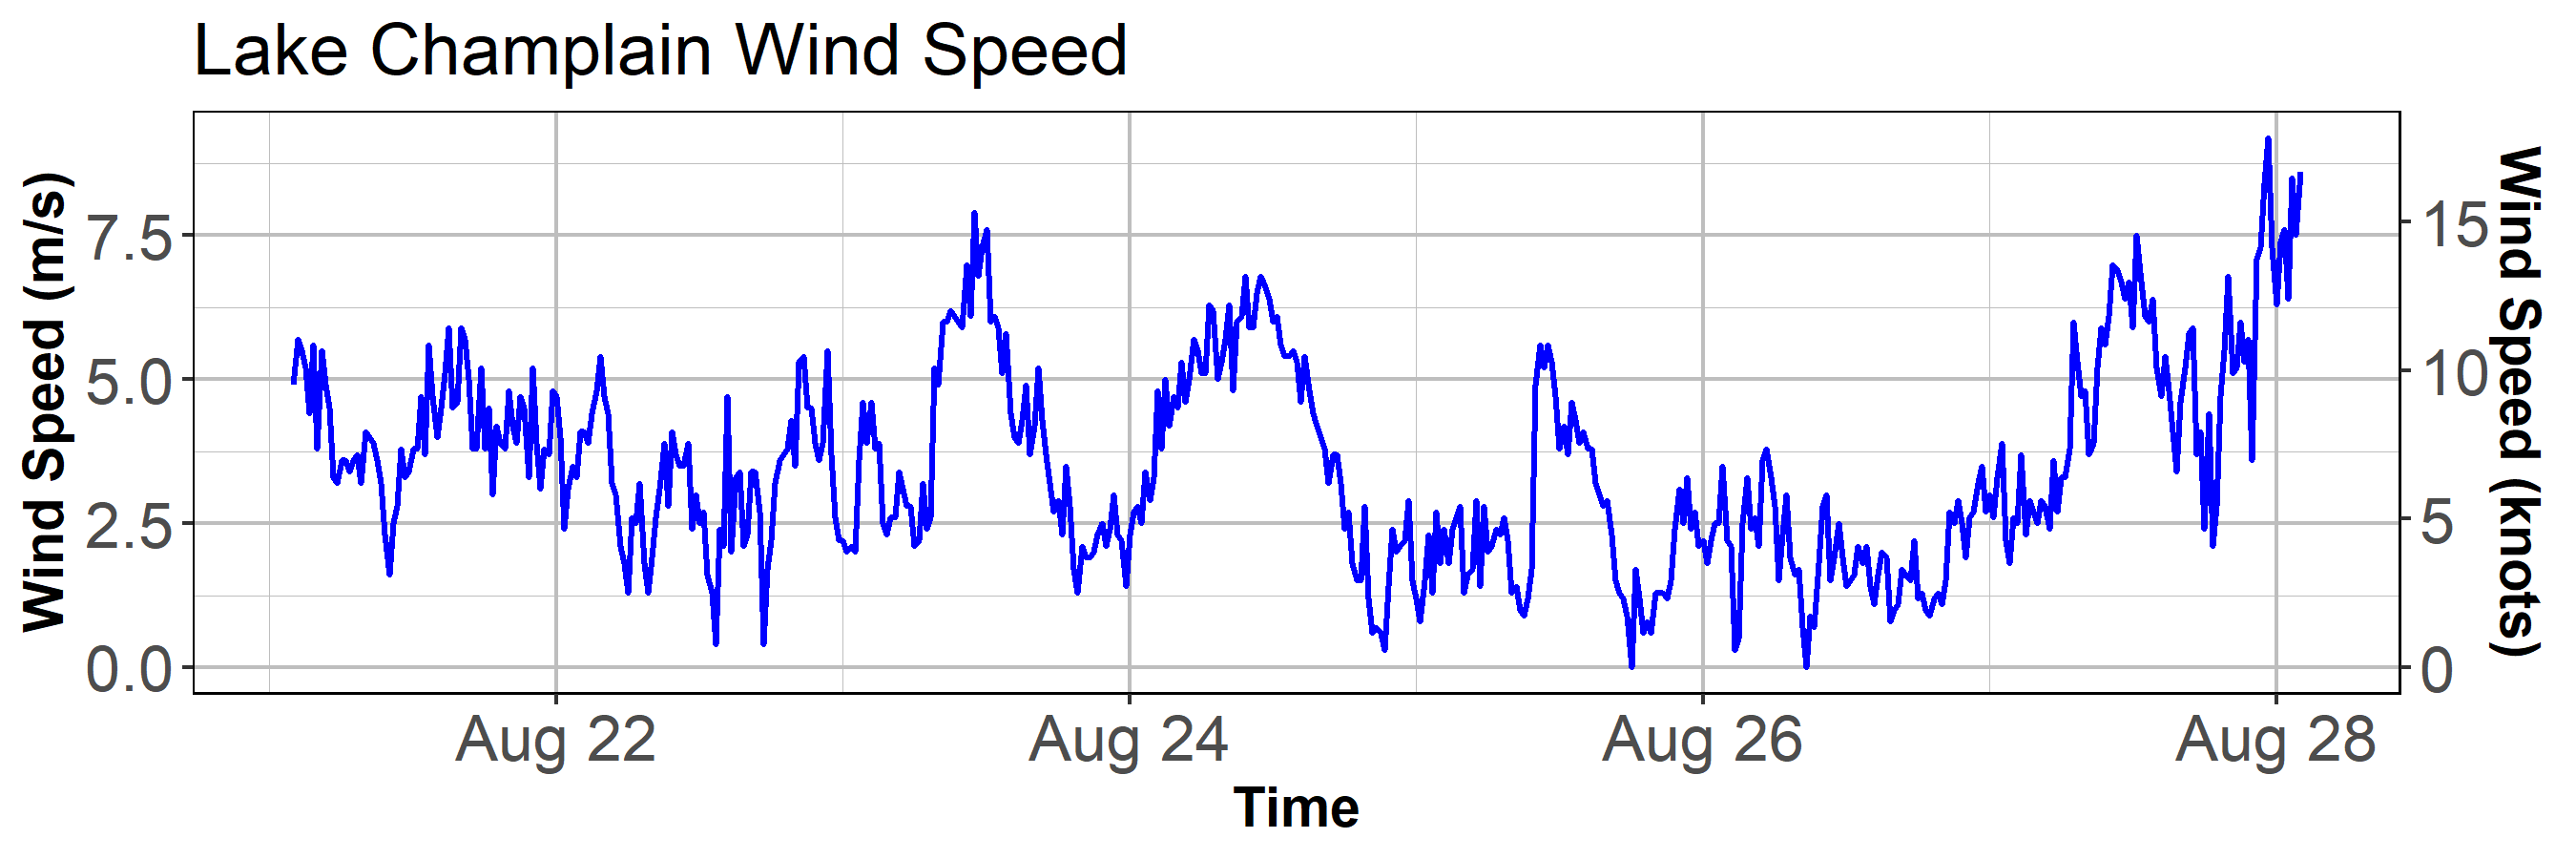 Lake Champlain Wind Speed
Wind Speed (m/s)
7.5
5.0
2.5
0.0
15
10
5
0
Wind Speed (knots)
Aug 22
Aug 24
Aug 26
Aug 28
Time